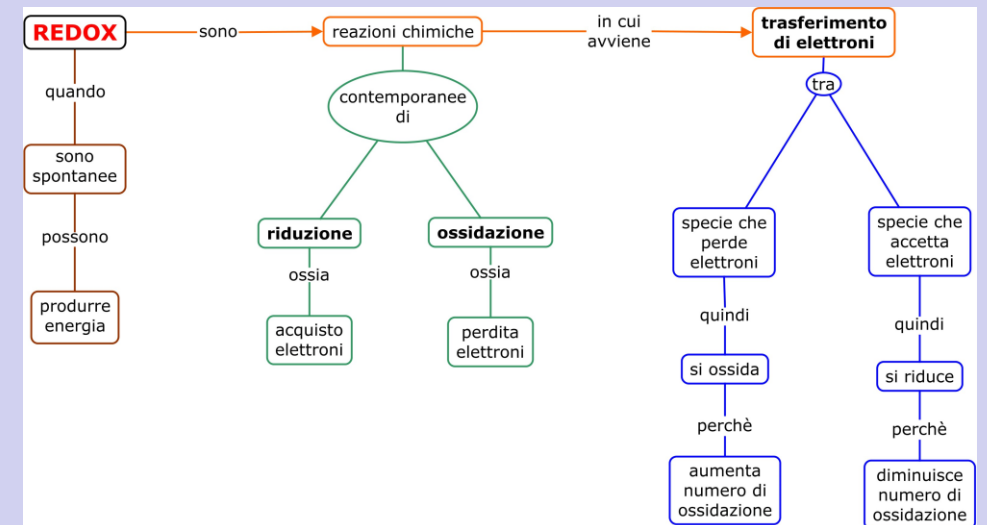 REDOX
sono
reazioni chimiche
in cui
avviene
trasferimento
di elettroni
quando
sono
spontanee
possono
produrre
energia
contemporanee
di
riduzione
ossia
acquisto
elettroni
ossidazione
ossia
perdita
elettroni
tra
specie che
perde
elettroni
quindi
si ossida
perchè
aumenta
numero di
ossidazione
specie che
accetta
elettroni
quindi
si riduce
perchè
diminuisce
numero di
ossidazione